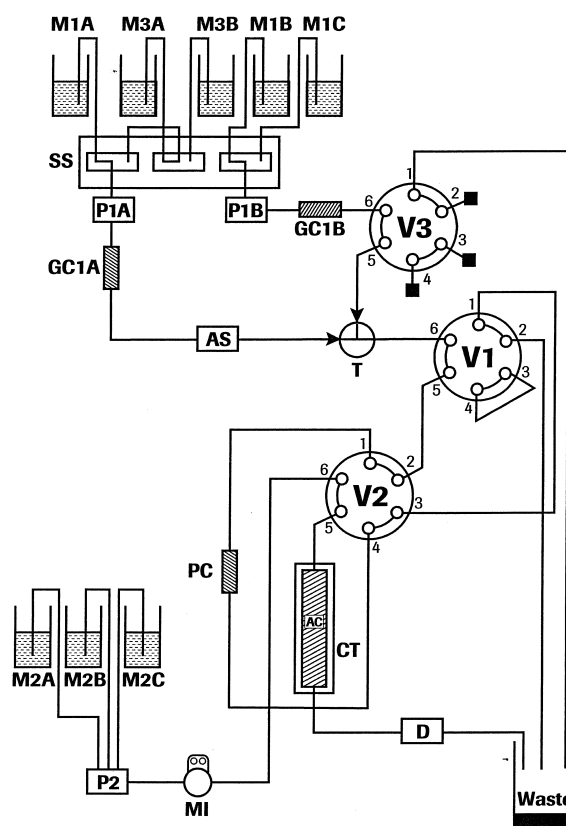 M1A M3A M3B M1B M1C
SS
P1A
P1B
GC1B
GC1A
AS
T
V3
1
2
3
4
5
6
V1
1
2
3
4
5
6
V2
1
2
3
4
5
6
PC
AC
CT
M2A M2B M2C
P2
MI
D
Waste